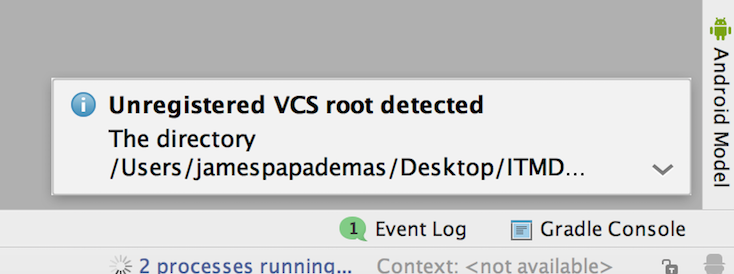 Unregistered VCS root detected
The directory
/Users/jamespapademas/Desktop/ITMD...
Android Model
1 Event Log Gradle Console
2 processes running... Context: <not available>